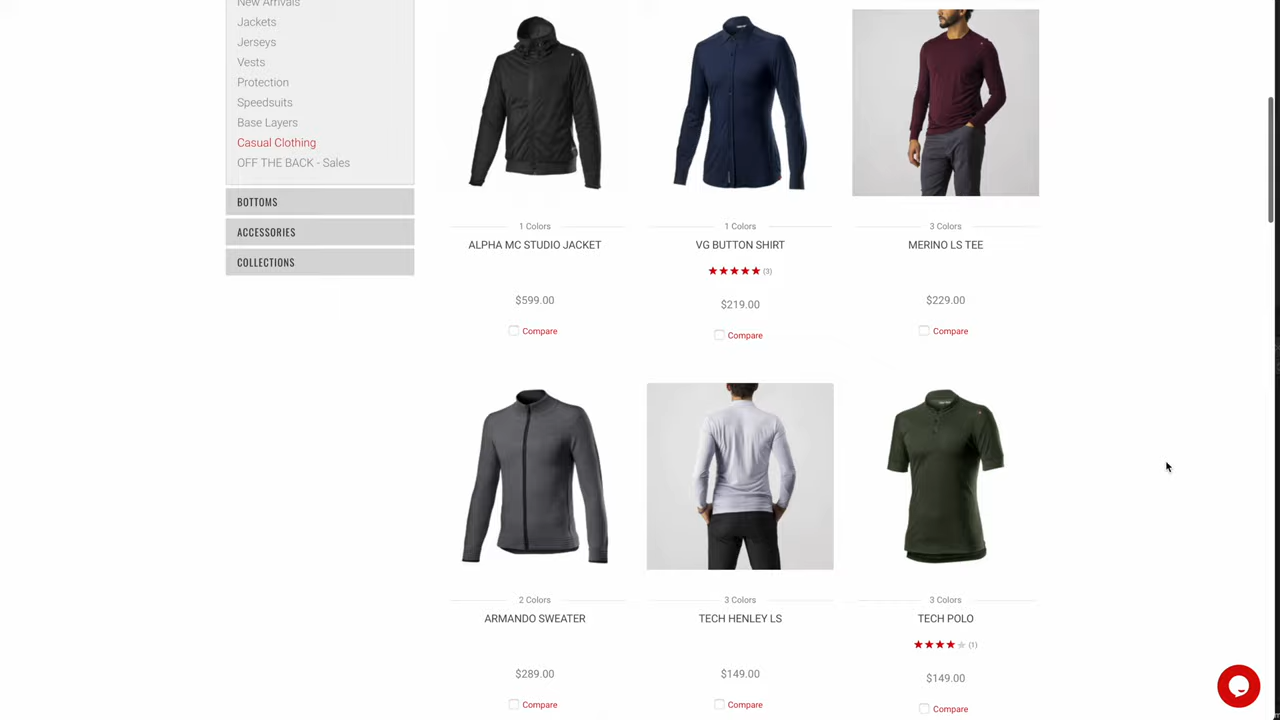 New Arrivals
Jackets
Jerseys
Vests
Protection
Speedsuits
Base Layers
Casual Clothing
OFF THE BACK - Sales
BOTTOMS
ACCESSORIES
COLLECTIONS
1 Colors
ALPHA MC STUDIO JACKET
$599.00
Compare
1 Colors
VG BUTTON SHIRT
(3)
$219.00
Compare
3 Colors
MERINO LS TEE
$229.00
Compare
2 Colors
ARMANDO SWEATER
$289.00
Compare
3 Colors
TECH HENLEY LS
$149.00
Compare
3 Colors
TECH POLO
(1)
$149.00
Compare